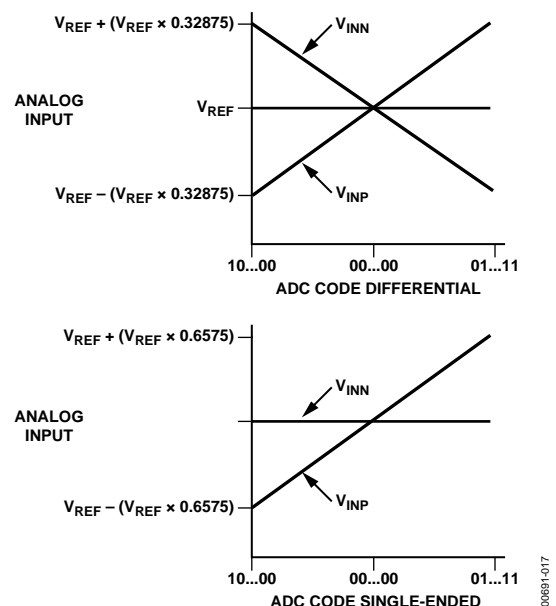 V_REF + (V_REF × 0.32875)
V_INN
ANALOG
INPUT
V_REF
V_REF – (V_REF × 0.32875)
V_INP
10...00
00...00
01...11
ADC CODE DIFFERENTIAL
V_REF + (V_REF × 0.6575)
V_INN
ANALOG
INPUT
V_REF – (V_REF × 0.6575)
V_INP
10...00
00...00
01...11
ADC CODE SINGLE-ENDED
00691-017